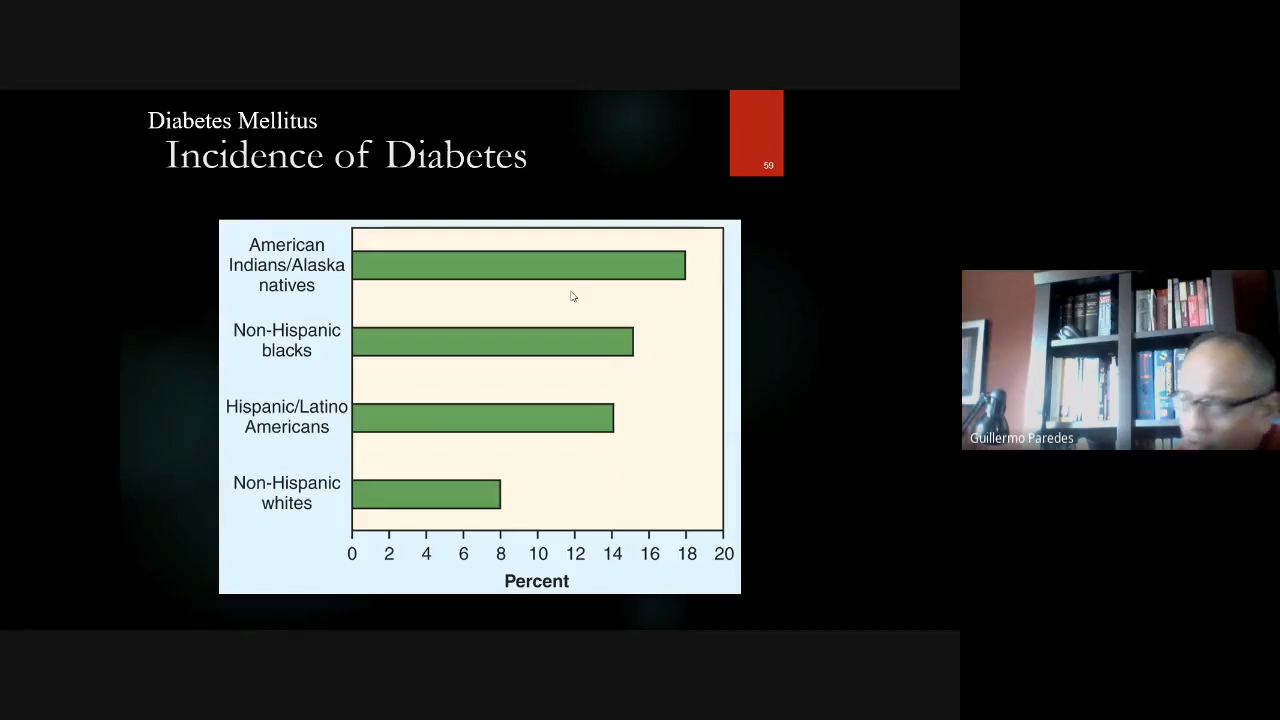 Diabetes Mellitus
Incidence of Diabetes
59
American
Indians/Alaska
natives
Non-Hispanic
blacks
Hispanic/Latino
Americans
Non-Hispanic
whites
0 2 4 6 8 10 12 14 16 18 20
Percent
Guillermo Paredes